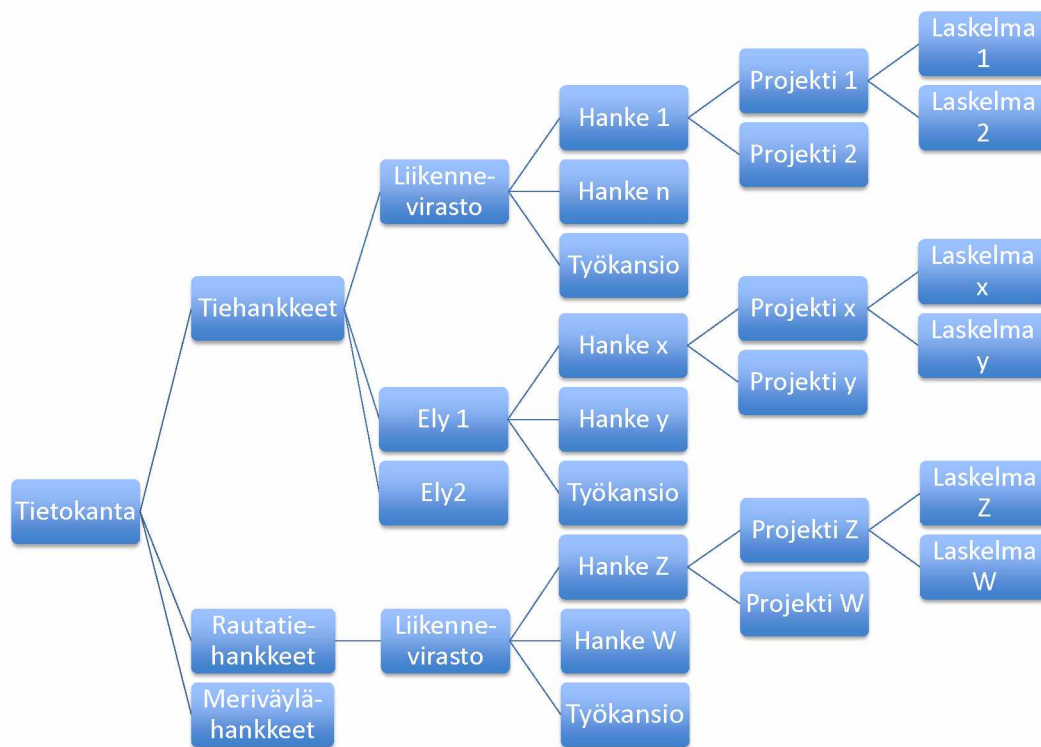 Tietokanta
Tiehankkeet
Liikenne-
virasto
Hanke 1
Projekti 1
Laskelma
1
Laskelma
2
Projekti 2
Hanke n
Työkansio
Ely 1
Hanke x
Projekti x
Laskelma
x
Laskelma
y
Projekti y
Hanke y
Työkansio
Ely2
Rautatie-
hankkeet
Liikenne-
virasto
Hanke Z
Projekti Z
Laskelma
Z
Laskelma
W
Projekti W
Hanke W
Työkansio
Meriväylä-
hankkeet